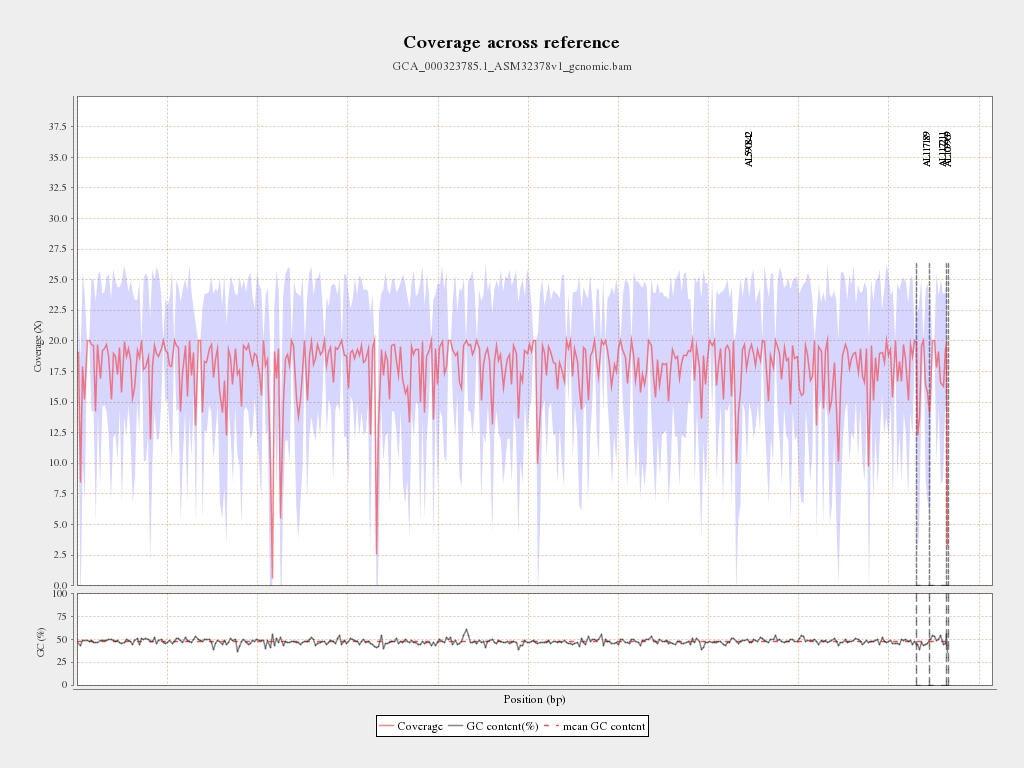 Coverage across reference
GCA_000323785.1_ASM32378v1_genomic.bam
37.5
35.0
32.5
30.0
27.5
25.0
22.5
20.0
17.5
15.0
12.5
10.0
7.5
5.0
2.5
0.0
Coverage (X)
AL590842
AL117189
AL117211
AL109969
100
75
50
25
0
GC (%)
Position (bp)
Coverage GC content(%) mean GC content